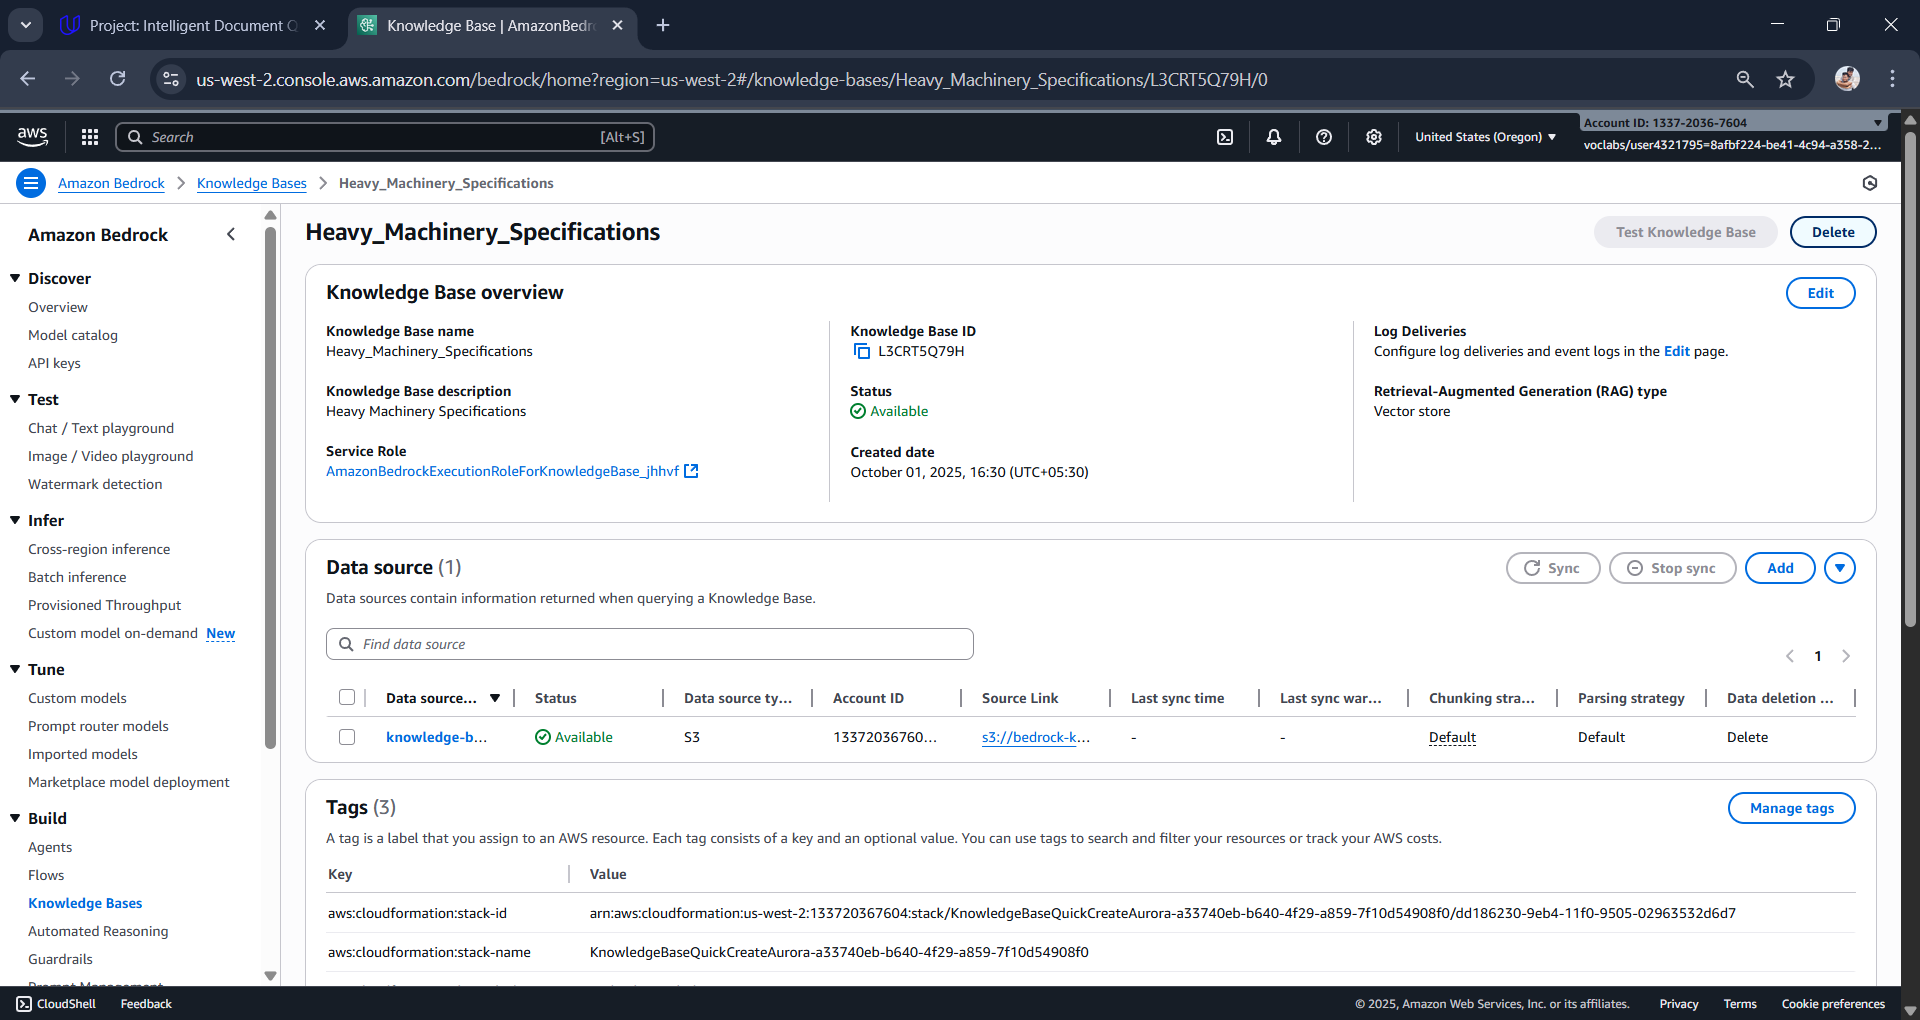 Project: Intelligent Document Q
Knowledge Base | AmazonBedr
us-west-2.console.aws.amazon.com/bedrock/home?region=us-west-2#/knowledge-bases/Heavy_Machinery_Specifications/L3CRT5Q79H/0
aws
Search
[Alt+S]
United States (Oregon)
Account ID: 1337-2036-7604
voclabs/user4321795=8afbf224-be41-4c94-a358-2...
Amazon Bedrock
Knowledge Bases
Heavy_Machinery_Specifications
Amazon Bedrock
Discover
Overview
Model catalog
API keys
Test
Chat / Text playground
Image / Video playground
Watermark detection
Infer
Cross-region inference
Batch inference
Provisioned Throughput
Custom model on-demand New
Tune
Custom models
Prompt router models
Imported models
Marketplace model deployment
Build
Agents
Flows
Knowledge Bases
Automated Reasoning
Guardrails
Heavy_Machinery_Specifications
Test Knowledge Base
Delete
Knowledge Base overview
Edit
Knowledge Base name
Heavy_Machinery_Specifications
Knowledge Base description
Heavy Machinery Specifications
Service Role
AmazonBedrockExecutionRoleForKnowledgeBase_jhhvf
Knowledge Base ID
L3CRT5Q79H
Status
Available
Created date
October 01, 2025, 16:30 (UTC+05:30)
Log Deliveries
Configure log deliveries and event logs in the Edit page.
Retrieval-Augmented Generation (RAG) type
Vector store
Data source (1)
Sync
Stop sync
Add
Data sources contain information returned when querying a Knowledge Base.
Find data source
1
Data source... Status Data source ty... Account ID Source Link Last sync time Last sync war... Chunking stra... Parsing strategy Data deletion ...
knowledge-b... Available S3 13372036760... s3://bedrock-k... - - Default Default Delete
Tags (3)
Manage tags
A tag is a label that you assign to an AWS resource. Each tag consists of a key and an optional value. You can use tags to search and filter your resources or track your AWS costs.
Key Value
aws:cloudformation:stack-id arn:aws:cloudformation:us-west-2:133720367604:stack/KnowledgeBaseQuickCreateAurora-a33740eb-b640-4f29-a859-7f10d54908f0/dd186230-9eb4-11f0-9505-02963532d6d7
aws:cloudformation:stack-name KnowledgeBaseQuickCreateAurora-a33740eb-b640-4f29-a859-7f10d54908f0
CloudShell Feedback © 2025, Amazon Web Services, Inc. or its affiliates. Privacy Terms Cookie preferences